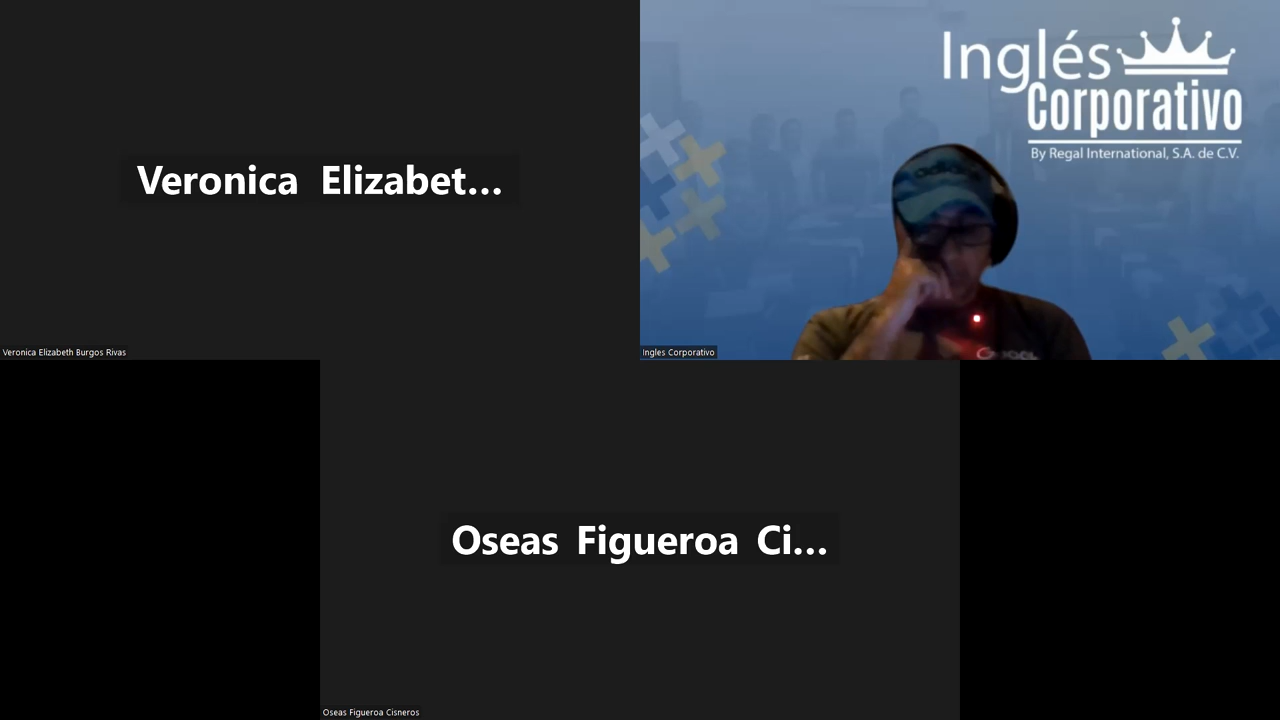 Veronica Elizabet...
Veronica Elizabeth Burgos Rivas
Inglés
Corporativo
By Regal International, S.A. de C.V.
Ingles Corporativo
Oseas Figueroa Ci...
Oseas Figueroa Cisneros